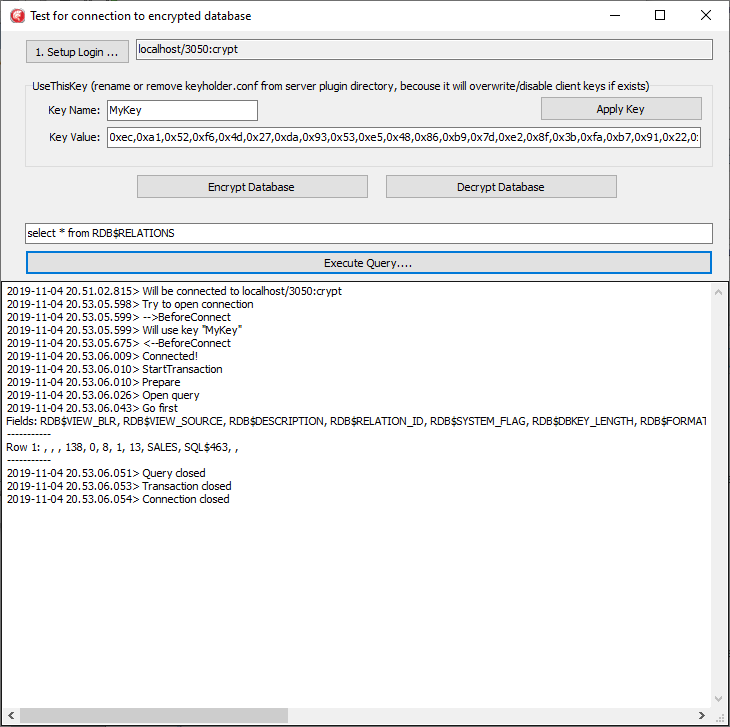 Test for connection to encrypted database
1. Setup Login ...
localhost/3050:crypt
UseThisKey (rename or remove keyholder.conf from server plugin directory, becouse it will overwrite/disable client keys if exists)
Key Name:
MyKey
Apply Key
Key Value:
0xec,0xa1,0x52,0xf6,0x4d,0x27,0xda,0x93,0x53,0xe5,0x48,0x86,0xb9,0x7d,0xe2,0x8f,0x3b,0xfa,0xb7,0x91,0x22,0x
Encrypt Database
Decrypt Database
select * from RDB$RELATIONS
Execute Query....
2019-11-04 20.51.02.815> Will be connected to localhost/3050:crypt
2019-11-04 20.53.05.598> Try to open connection
2019-11-04 20.53.05.599> -->BeforeConnect
2019-11-04 20.53.05.599> Will use key "MyKey"
2019-11-04 20.53.05.675> <--BeforeConnect
2019-11-04 20.53.06.009> Connected!
2019-11-04 20.53.06.010> StartTransaction
2019-11-04 20.53.06.010> Prepare
2019-11-04 20.53.06.026> Open query
2019-11-04 20.53.06.043> Go first
Fields: RDB$VIEW_BLR, RDB$VIEW_SOURCE, RDB$DESCRIPTION, RDB$RELATION_ID, RDB$SYSTEM_FLAG, RDB$DBKEY_LENGTH, RDB$FORMAT
-----------
Row 1: , , , 138, 0, 8, 1, 13, SALES, SQL$463, ,
-----------
2019-11-04 20.53.06.051> Query closed
2019-11-04 20.53.06.053> Transaction closed
2019-11-04 20.53.06.054> Connection closed